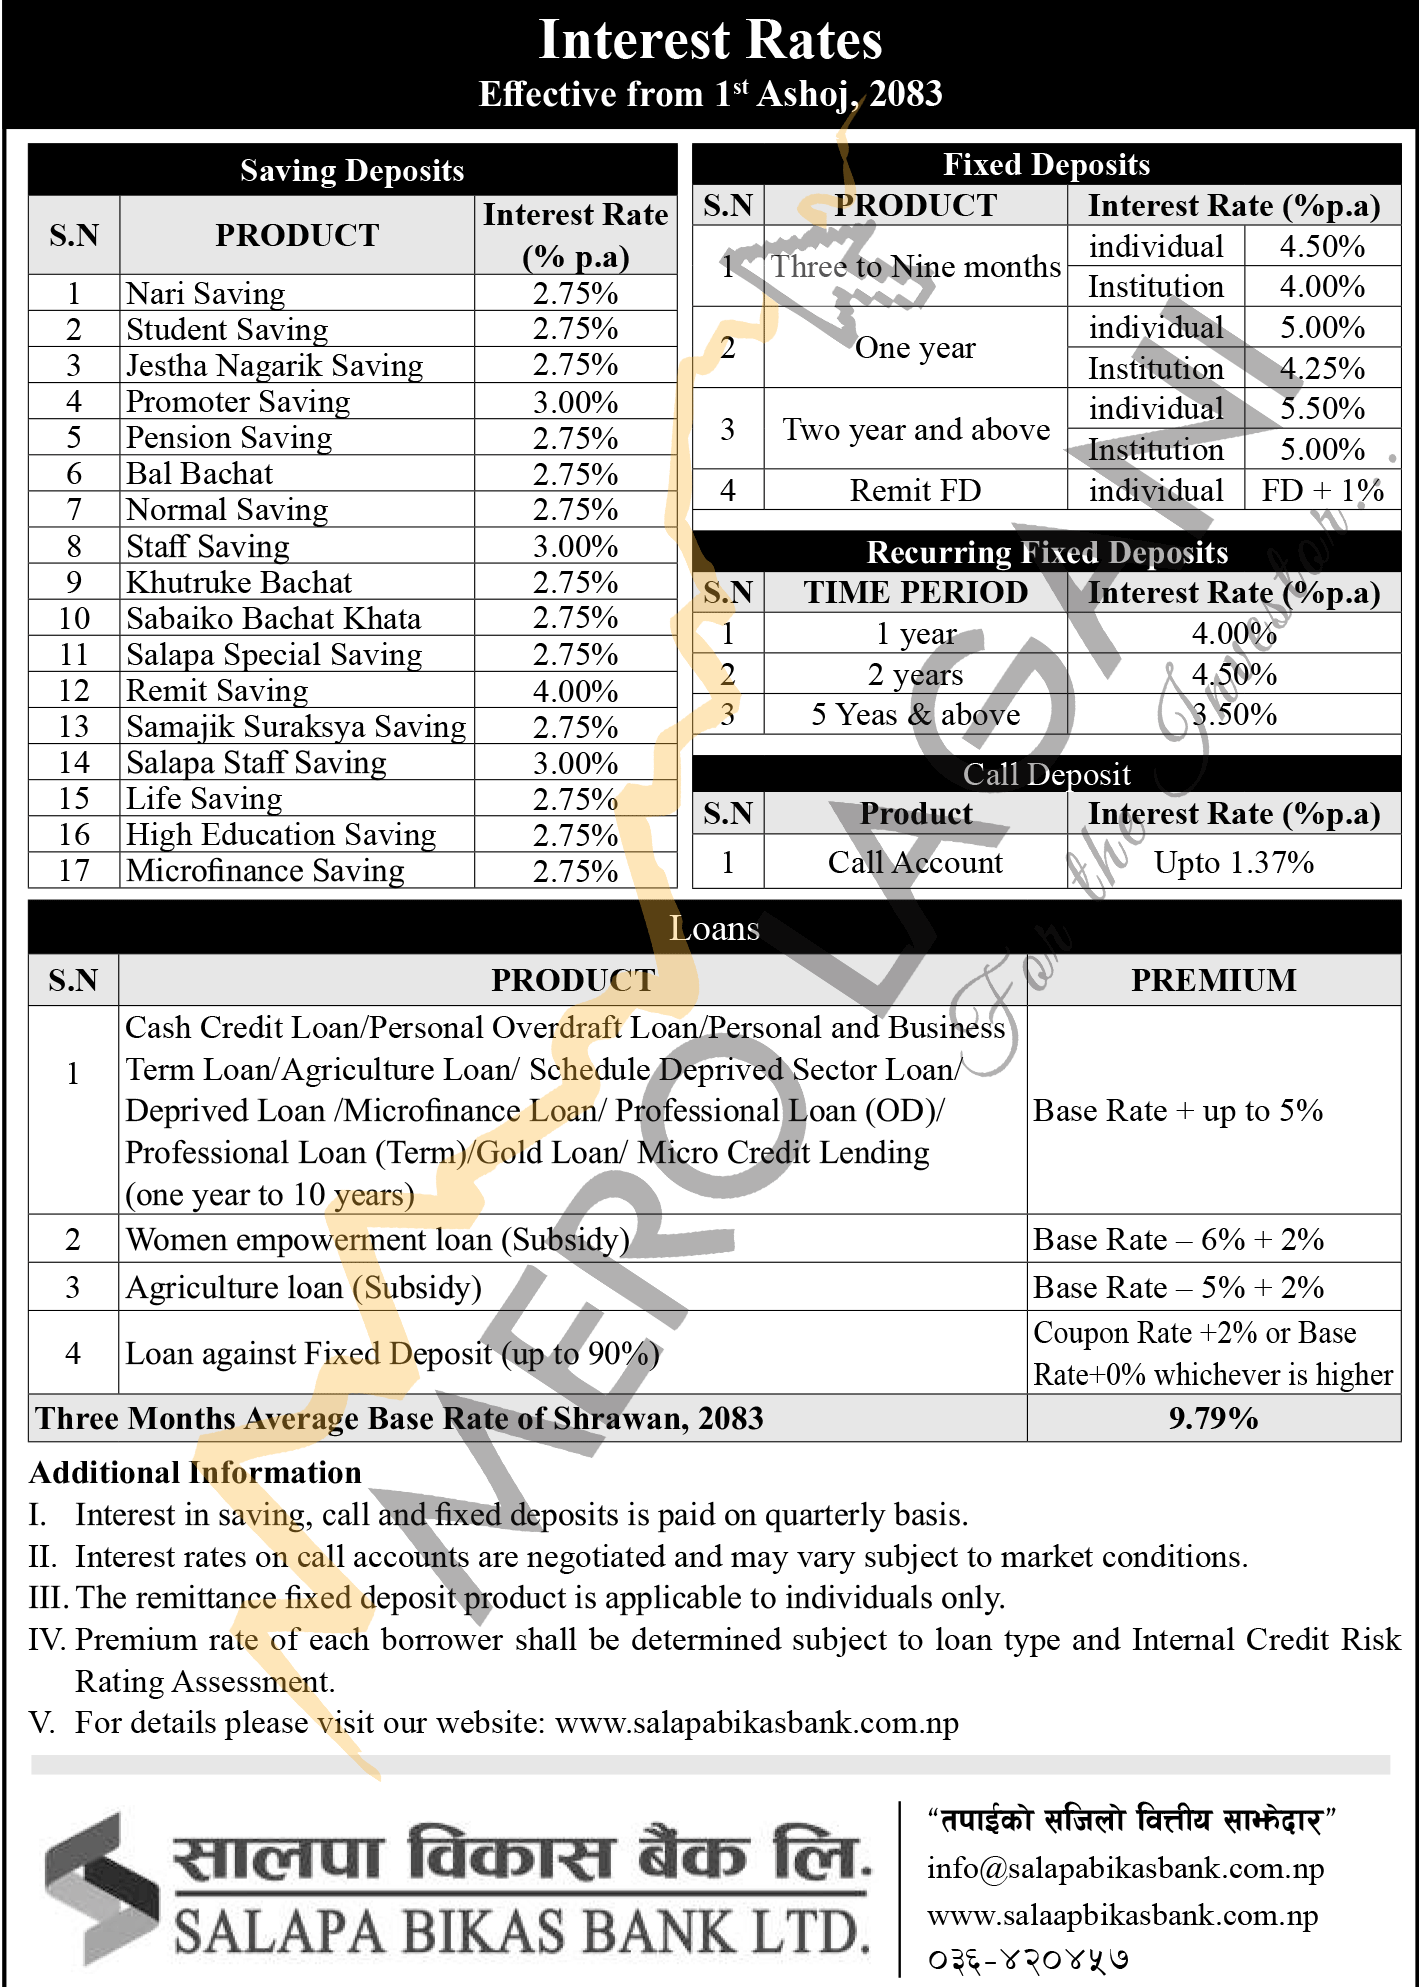 Interest Rates
Effective from 1st Ashoj, 2083
Saving Deposits
S.N PRODUCT Interest Rate (% p.a)
1 Nari Saving 2.75%
2 Student Saving 2.75%
3 Jestha Nagarik Saving 2.75%
4 Promoter Saving 3.00%
5 Pension Saving 2.75%
6 Bal Bachat 2.75%
7 Normal Saving 2.75%
8 Staff Saving 3.00%
9 Khutruke Bachat 2.75%
10 Sabaiko Bachat Khata 2.75%
11 Salapa Special Saving 2.75%
12 Remit Saving 4.00%
13 Samajik Suraksya Saving 2.75%
14 Salapa Staff Saving 3.00%
15 Life Saving 2.75%
16 High Education Saving 2.75%
17 Microfinance Saving 2.75%
Fixed Deposits
S.N PRODUCT Interest Rate (%p.a)
1 Three to Nine months individual 4.50%
Institution 4.00%
2 One year individual 5.00%
Institution 4.25%
3 Two year and above individual 5.50%
Institution 5.00%
4 Remit FD individual FD + 1%
Recurring Fixed Deposits
S.N TIME PERIOD Interest Rate (%p.a)
1 1 year 4.00%
2 2 years 4.50%
3 5 Yeas & above 3.50%
Call Deposit
S.N Product Interest Rate (%p.a)
1 Call Account Upto 1.37%
Loans
S.N PRODUCT PREMIUM
1 Cash Credit Loan/Personal Overdraft Loan/Personal and Business
Term Loan/Agriculture Loan/ Schedule Deprived Sector Loan/
Deprived Loan /Microfinance Loan/ Professional Loan (OD)/ Base Rate + up to 5%
Professional Loan (Term)/Gold Loan/ Micro Credit Lending
(one year to 10 years)
2 Women empowerment loan (Subsidy) Base Rate – 6% + 2%
3 Agriculture loan (Subsidy) Base Rate – 5% + 2%
4 Loan against Fixed Deposit (up to 90%) Coupon Rate +2% or Base
Rate+0% whichever is higher
Three Months Average Base Rate of Shrawan, 2083 9.79%
Additional Information
I. Interest in saving, call and fixed deposits is paid on quarterly basis.
II. Interest rates on call accounts are negotiated and may vary subject to market conditions.
III. The remittance fixed deposit product is applicable to individuals only.
IV. Premium rate of each borrower shall be determined subject to loan type and Internal Credit Risk
Rating Assessment.
V. For details please visit our website: www.salapabikasbank.com.np
सालपा विकास बैंक लि.
SALAPA BIKAS BANK LTD.
“तपाईको सजिलो वित्तीय साझेदार”
info@salapabikasbank.com.np
www.salaapbikasbank.com.np
०३६-४२०४५७
MERO LAGANI
For the Investor...